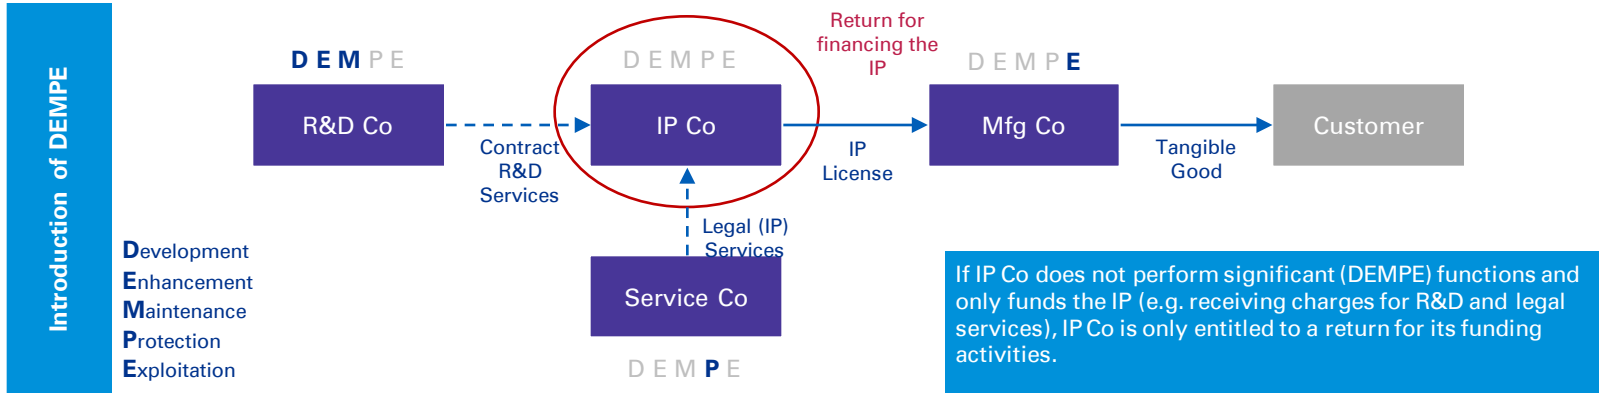 Introduction of DEMPE
D E M P E
R&D Co
Contract
R&D
Services
D E M P E
IP Co
Return for
financing the
IP
IP
License
D E M P E
Mfg Co
Tangible
Good
Customer
Legal (IP)
Services
Service Co
D E M P E
Development
Enhancement
Maintenance
Protection
Exploitation
If IP Co does not perform significant (DEMPE) functions and
only funds the IP (e.g. receiving charges for R&D and legal
services), IP Co is only entitled to a return for its funding
activities.